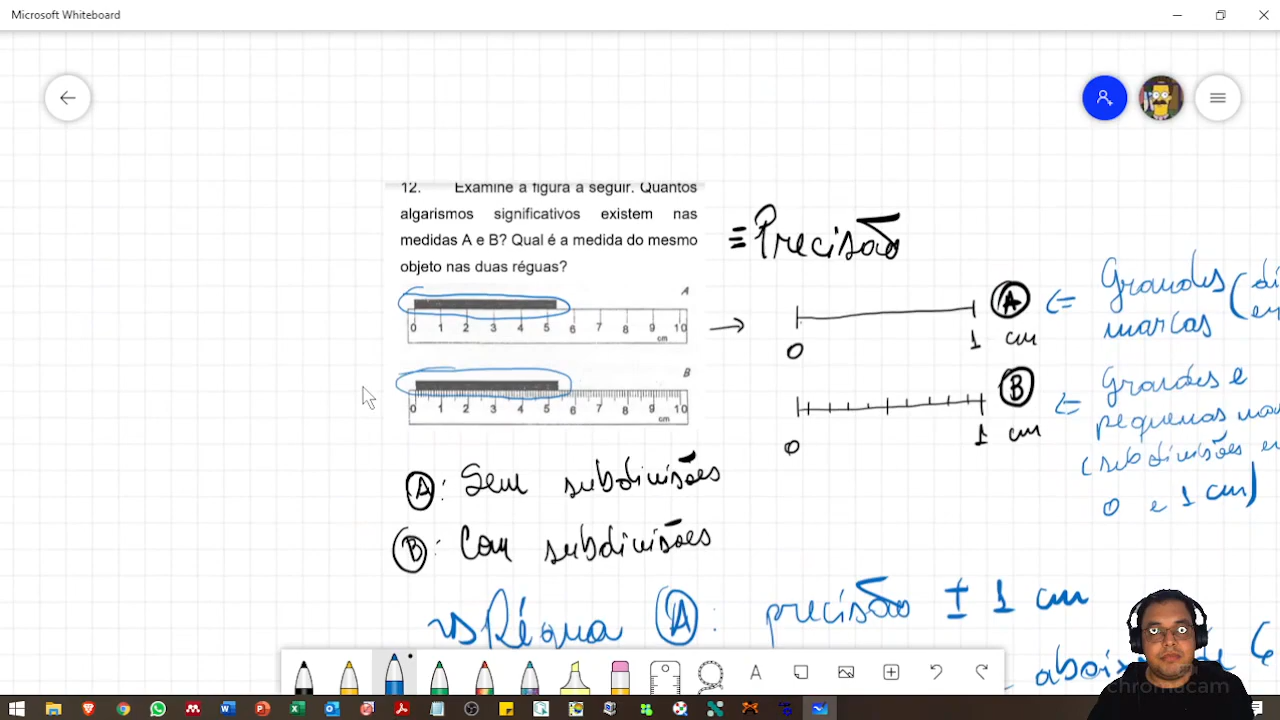 Microsoft Whiteboard
12. Examine a figura a seguir. Quantos
algarismos significativos existem nas
medidas A e B? Qual é a medida do mesmo
objeto nas duas réguas?
≡ Precisão
A
0 1 2 3 4 5 6 7 8 9 10
cm
B
0 1 2 3 4 5 6 7 8 9 10
cm
→
0 1 cm
A ⇐ Grandes
marcas
0 1 cm
B ⇐ Grandes e
pequenas
(subdivisões
0 e 1 cm)
A: Sem subdivisões
B: Com subdivisões
Régua A: precisão ± 1 cm
A
chromacam